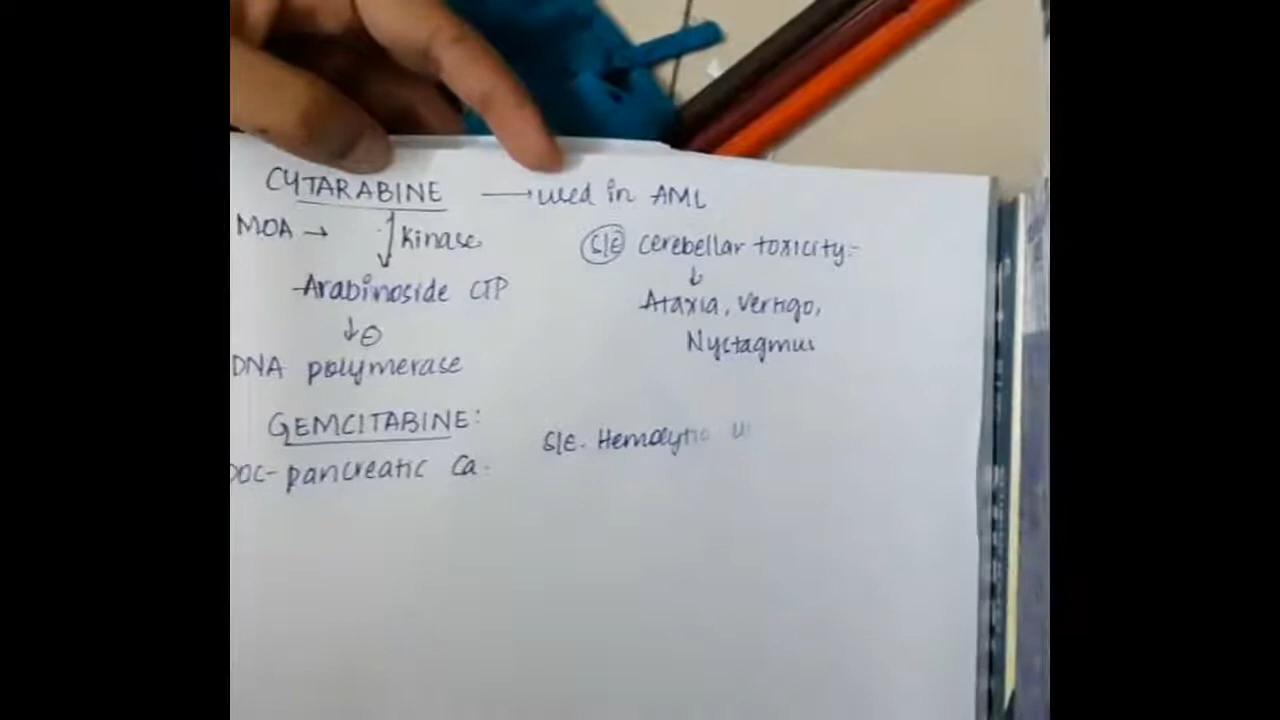 CYTARABINE → used in AML
MOA → ↓ Kinase
S/E cerebellar toxicity:-
Arabinoside CTP
↓
Ataxia, Vertigo,
↓⊖
Nystagmus
DNA polymerase
GEMCITABINE:
S/E. Hemolytic
DOC- pancreatic Ca.